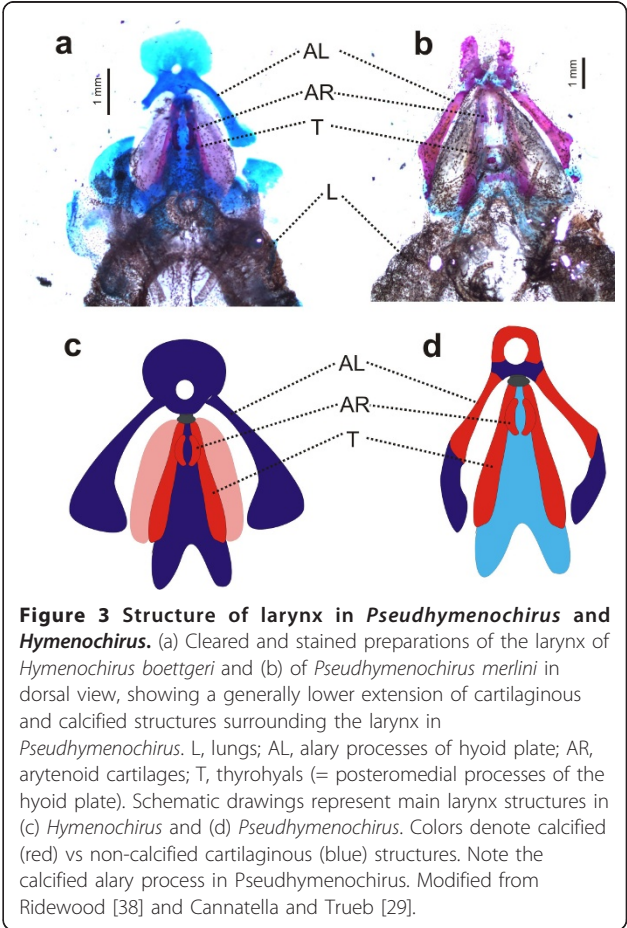 a
b
AL
AR
T
L
1 mm
1 mm
c
d
AL
AR
T
Figure 3 Structure of larynx in Pseudhymenochirus and
Hymenochirus. (a) Cleared and stained preparations of the larynx of
Hymenochirus boettgeri and (b) of Pseudhymenochirus merlini in
dorsal view, showing a generally lower extension of cartilaginous
and calcified structures surrounding the larynx in
Pseudhymenochirus. L, lungs; AL, alary processes of hyoid plate; AR,
arytenoid cartilages; T, thyrohyals (= posteromedial processes of the
hyoid plate). Schematic drawings represent main larynx structures in
(c) Hymenochirus and (d) Pseudhymenochirus. Colors denote calcified
(red) vs non-calcified cartilaginous (blue) structures. Note the
calcified alary process in Pseudhymenochirus. Modified from
Ridewood [38] and Cannatella and Trueb [29].